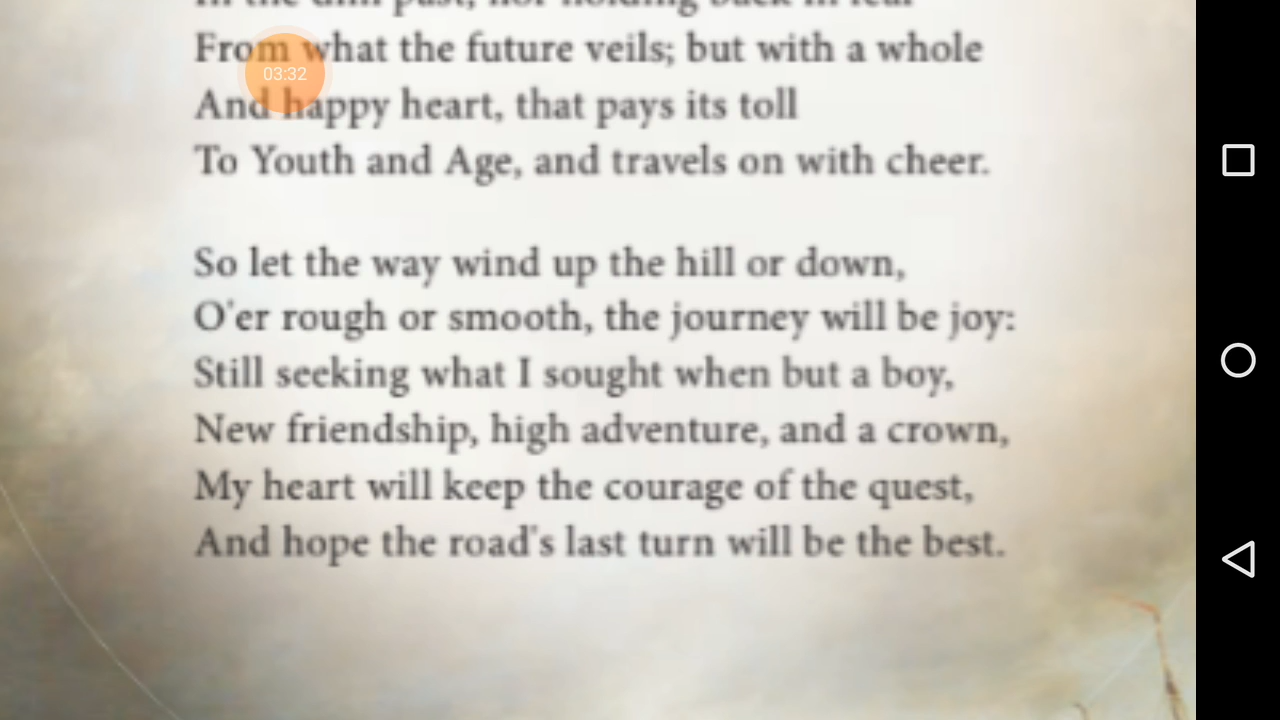 From what the future veils; but with a whole
03:32
And happy heart, that pays its toll
To Youth and Age, and travels on with cheer.
So let the way wind up the hill or down,
O'er rough or smooth, the journey will be joy:
Still seeking what I sought when but a boy,
New friendship, high adventure, and a crown,
My heart will keep the courage of the quest,
And hope the road's last turn will be the best.